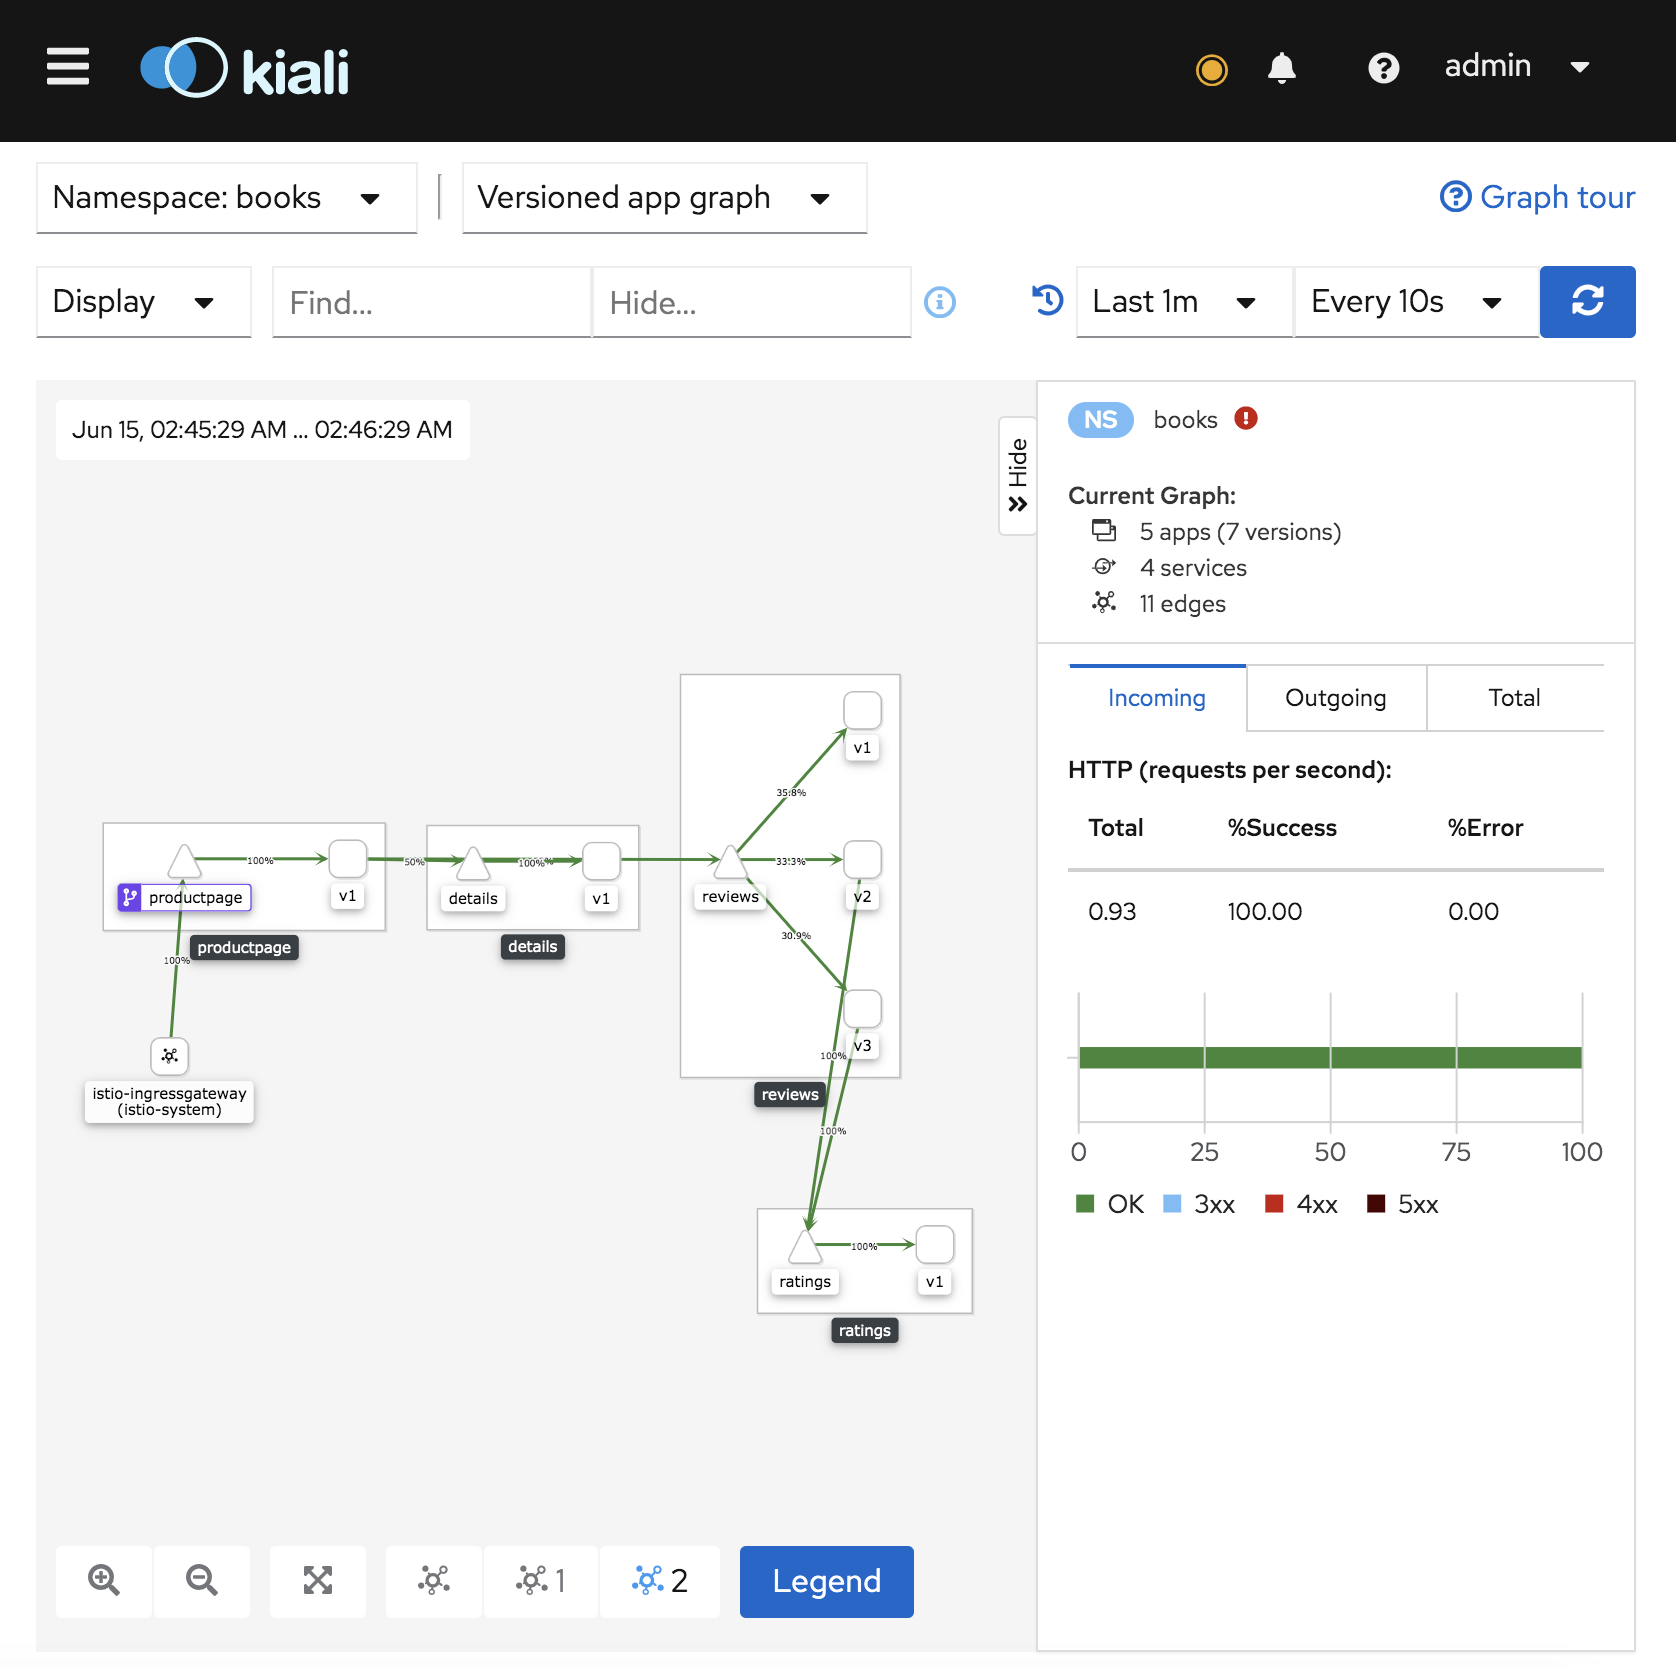 kiali
admin
Namespace: books
Versioned app graph
Graph tour
Display
Find...
Hide...
Last 1m
Every 10s
Jun 15, 02:45:29 AM ... 02:46:29 AM
Hide
NS books
Current Graph:
5 apps (7 versions)
4 services
11 edges
Incoming
Outgoing
Total
HTTP (requests per second):
Total %Success %Error
0.93 100.00 0.00
0 25 50 75 100
OK 3xx 4xx 5xx
v1
35.8%
100%
50%
100%
33.3%
productpage
v1
details
v1
reviews
v2
30.9%
productpage
details
100%
v3
100%
istio-ingressgateway
(istio-system)
reviews
100%
100%
ratings
v1
ratings
1
2
Legend